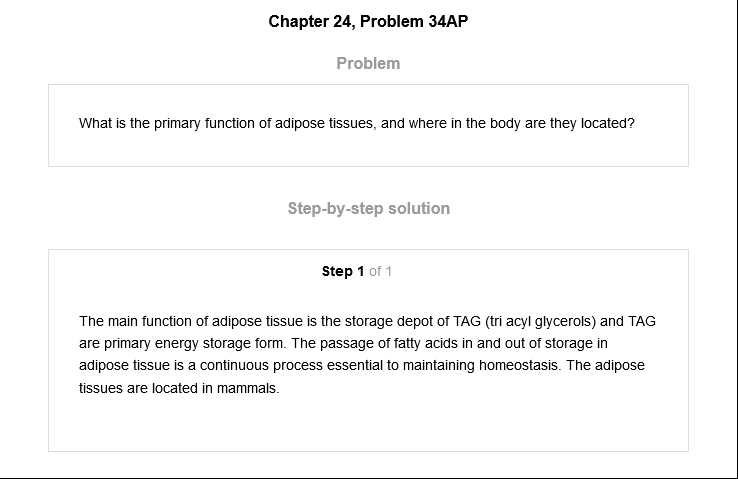 Chapter 24, Problem 34AP
Problem
What is the primary function of adipose tissues, and where in the body are they located?
Step-by-step solution
Step 1 of 1
The main function of adipose tissue is the storage depot of TAG (tri acyl glycerols) and TAG
are primary energy storage form. The passage of fatty acids in and out of storage in
adipose tissue is a continuous process essential to maintaining homeostasis. The adipose
tissues are located in mammals.